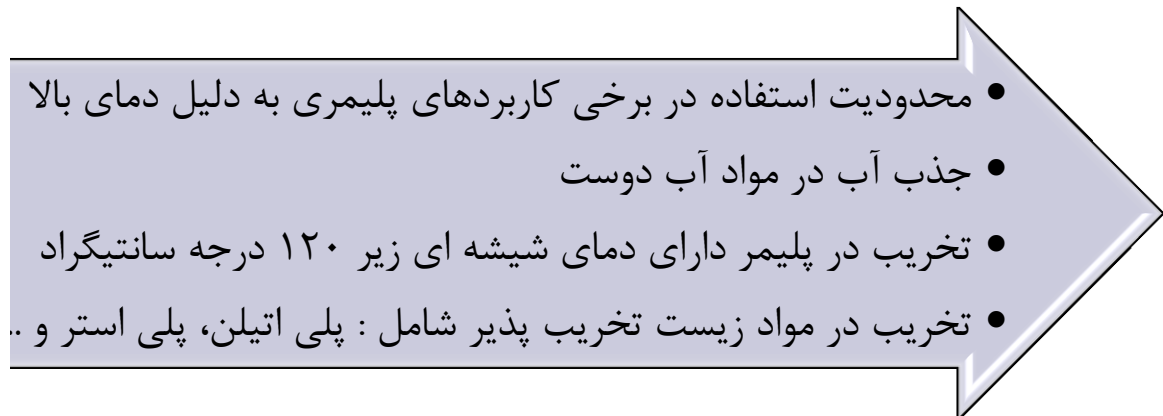 • محدودیت استفاده در برخی کاربردهای پلیمری به دلیل دمای بالا
• جذب آب در مواد آب دوست
• تخریب در پلیمر دارای دمای شیشه ای زیر ۱۲۰ درجه سانتیگراد
• تخریب در مواد زیست تخریب پذیر شامل : پلی اتیلن، پلی استر و ..